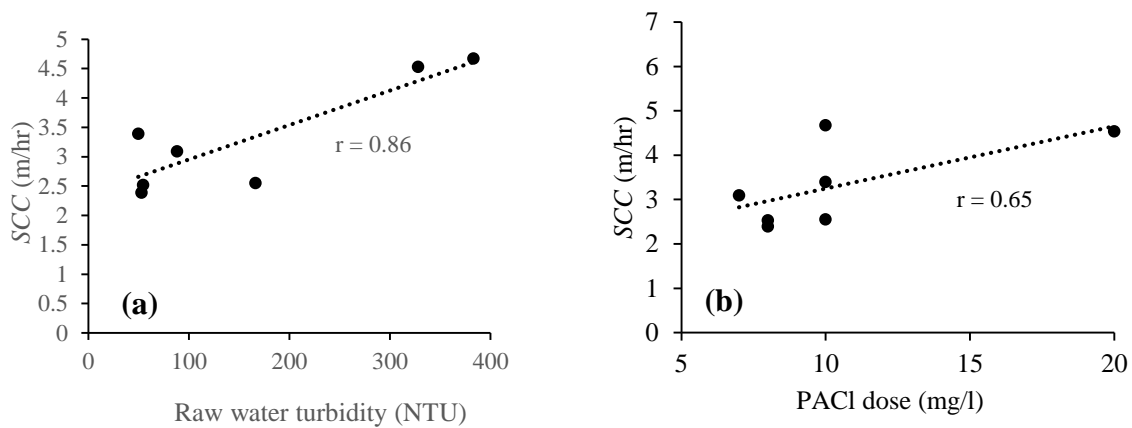 5
4.5
4
3.5
3
2.5
2
1.5
1
0.5
0
SCC (m/hr)
r = 0.86
(a)
0 100 200 300 400
Raw water turbidity (NTU)
7
6
5
4
3
2
1
0
SCC (m/hr)
r = 0.65
(b)
5 10 15 20
PACl dose (mg/l)